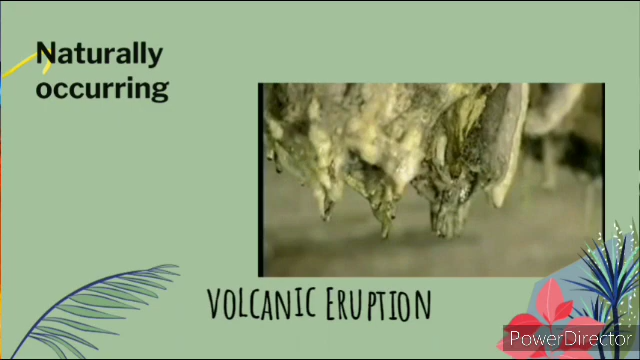 Naturally
occurring
VOLCANIC ERUPTION
PowerDirector